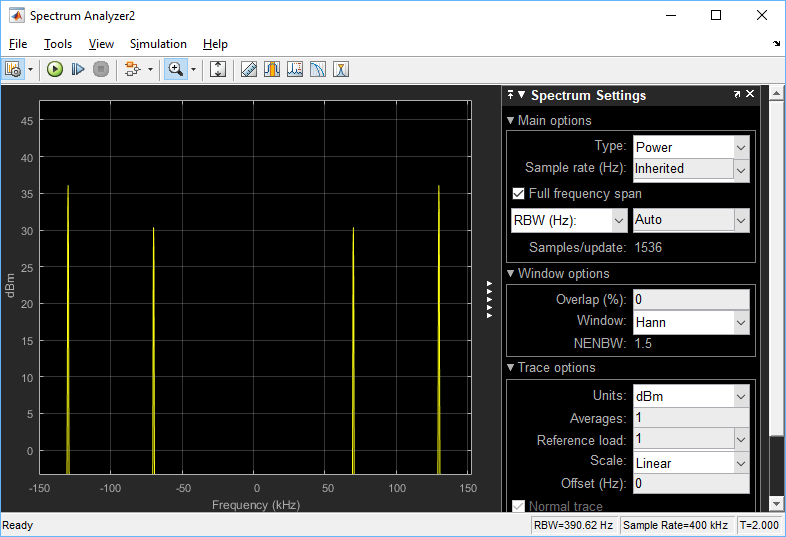 Spectrum Analyzer2
File Tools View Simulation Help
45
40
35
30
25
20
15
10
5
0
dBm
-150
-100
-50
0
50
100
150
Frequency (kHz)
Spectrum Settings
Main options
Type: Power
Sample rate (Hz): Inherited
Full frequency span
RBW (Hz): Auto
Samples/update: 1536
Window options
Overlap (%): 0
Window: Hann
NENBW: 1.5
Trace options
Units: dBm
Averages: 1
Reference load: 1
Scale: Linear
Offset (Hz): 0
Normal trace
Ready
RBW=390.62 Hz Sample Rate=400 kHz T=2.000